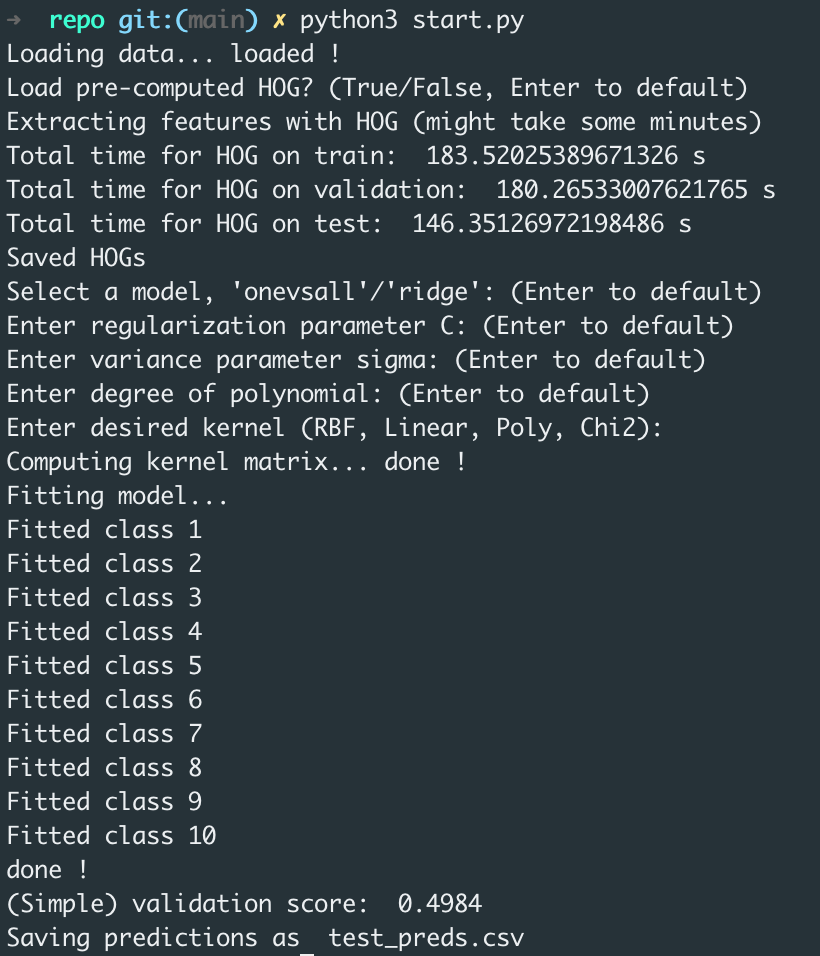 →  repo git:(main) ✗ python3 start.py
Loading data... loaded !
Load pre-computed HOG? (True/False, Enter to default)
Extracting features with HOG (might take some minutes)
Total time for HOG on train:  183.52025389671326 s
Total time for HOG on validation:  180.26533007621765 s
Total time for HOG on test:  146.35126972198486 s
Saved HOGs
Select a model, 'onevsall'/'ridge': (Enter to default)
Enter regularization parameter C: (Enter to default)
Enter variance parameter sigma: (Enter to default)
Enter degree of polynomial: (Enter to default)
Enter desired kernel (RBF, Linear, Poly, Chi2):
Computing kernel matrix... done !
Fitting model...
Fitted class 1
Fitted class 2
Fitted class 3
Fitted class 4
Fitted class 5
Fitted class 6
Fitted class 7
Fitted class 8
Fitted class 9
Fitted class 10
done !
(Simple) validation score:  0.4984
Saving predictions as  test_preds.csv